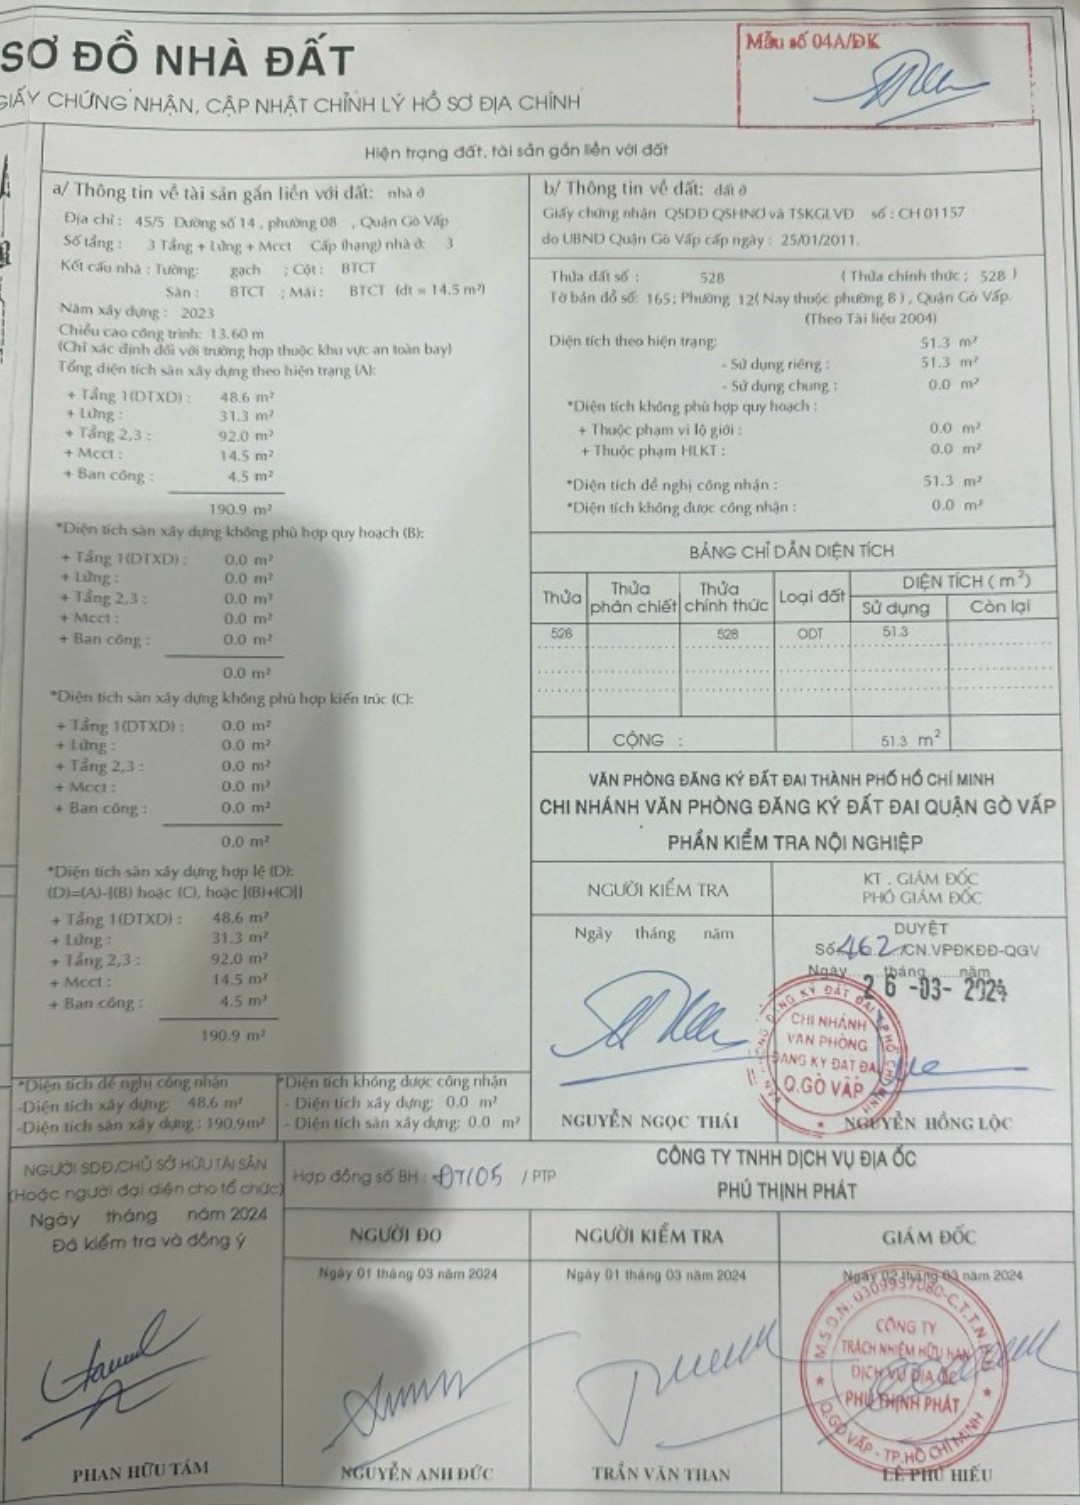 SƠ ĐỒ NHÀ ĐẤT
GIẤY CHỨNG NHẬN, CẬP NHẬT CHỈNH LÝ HỒ SƠ ĐỊA CHÍNH
Mẫu số 04A/ĐK
Hiện trạng đất, tài sản gắn liền với đất
a/ Thông tin về tài sản gắn liền với đất: nhà ở
Địa chỉ : 45/5 Đường số 14 , phường 08 , Quận Gò Vấp
Số tầng : 3 Tầng + Lửng + Mcct Cấp (hạng) nhà ở: 3
Kết cấu nhà : Tường: gạch ; Cột : BTCT
Sàn : BTCT ; Mái : BTCT (dt = 14.5 m²)
Năm xây dựng : 2023
Chiều cao công trình: 13.60 m
(Chỉ xác định đối với trường hợp thuộc khu vực an toàn bay)
Tổng diện tích sàn xây dựng theo hiện trạng (A):
+ Tầng 1(DTXD) : 48.6 m²
+ Lửng : 31.3 m²
+ Tầng 2,3 : 92.0 m²
+ Mcct : 14.5 m²
+ Ban công : 4.5 m²
190.9 m²
*Diện tích sàn xây dựng không phù hợp quy hoạch (B):
+ Tầng 1(DTXD) : 0.0 m²
+ Lửng : 0.0 m²
+ Tầng 2,3 : 0.0 m²
+ Mcct : 0.0 m²
+ Ban công : 0.0 m²
0.0 m²
*Diện tích sàn xây dựng không phù hợp kiến trúc (C):
+ Tầng 1(DTXD) : 0.0 m²
+ Lửng : 0.0 m²
+ Tầng 2,3 : 0.0 m²
+ Mcct : 0.0 m²
+ Ban công : 0.0 m²
0.0 m²
*Diện tích sàn xây dựng hợp lệ (D):
(D)=(A)-[(B) hoặc (C), hoặc [(B)+(C)]]
+ Tầng 1(DTXD) : 48.6 m²
+ Lửng : 31.3 m²
+ Tầng 2,3 : 92.0 m²
+ Mcct : 14.5 m²
+ Ban công : 4.5 m²
190.9 m²
*Diện tích đề nghị công nhận
-Diện tích xây dựng: 48.6 m²
-Diện tích sàn xây dựng : 190.9m²
*Diện tích không được công nhận
- Diện tích xây dựng: 0.0 m²
- Diện tích sàn xây dựng: 0.0 m²
b/ Thông tin về đất: đất ở
Giấy chứng nhận QSDĐ QSHNO và TSKGLVD số : CH 01157
do UBND Quận Gò Vấp cấp ngày : 25/01/2011.
Thửa đất số : 528 ( Thửa chính thức : 528 )
Tờ bản đồ số: 165; Phường 12( Nay thuộc phường 8 ) , Quận Gò Vấp.
(Theo Tài liệu 2004)
Diện tích theo hiện trạng: 51.3 m²
- Sử dụng riêng : 51.3 m²
- Sử dụng chung : 0.0 m²
*Diện tích không phù hợp quy hoạch :
+ Thuộc phạm vi lộ giới : 0.0 m²
+ Thuộc phạm HLKT : 0.0 m²
*Diện tích đề nghị công nhận : 51.3 m²
*Diện tích không được công nhận : 0.0 m²
BẢNG CHỈ DẪN DIỆN TÍCH
Thửa Thửa phân chiết Thửa chính thức Loại đất DIỆN TÍCH ( m² )
Sử dụng Còn lại
528 528 ODT 51.3
CỘNG : 51.3 m²
VĂN PHÒNG ĐĂNG KÝ ĐẤT ĐAI THÀNH PHỐ HỒ CHÍ MINH
CHI NHÁNH VĂN PHÒNG ĐĂNG KÝ ĐẤT ĐAI QUẬN GÒ VẤP
PHẦN KIỂM TRA NỘI NGHIỆP
NGƯỜI KIỂM TRA
Ngày tháng năm
NGUYỄN NGỌC THÁI
KT . GIÁM ĐỐC
PHÓ GIÁM ĐỐC
DUYỆT
Số 462 /CN.VPĐKĐĐ-QGV
Ngày tháng năm
26 -03- 2024
CHI NHÁNH
VĂN PHÒNG
ĐĂNG KÝ ĐẤT ĐAI
Q.GÒ VẤP
NGUYỄN HỒNG LỘC
NGƯỜI SDĐ,CHỦ SỞ HỮU TÀI SẢN
(Hoặc người đại diện cho tổ chức)
Ngày tháng năm 2024
Đã kiểm tra và đồng ý
PHAN HỮU TÁM
Hợp đồng số BH : ĐT105 / PTP
CÔNG TY TNHH DỊCH VỤ ĐỊA ỐC
PHÚ THỊNH PHÁT
NGƯỜI ĐO
Ngày 01 tháng 03 năm 2024
NGUYỄN ANH ĐỨC
NGƯỜI KIỂM TRA
Ngày 01 tháng 03 năm 2024
TRẦN VĂN THAN
GIÁM ĐỐC
Ngày 02 tháng 03 năm 2024
M.S.D.N: 0309937080-C.T.T.N.H.H
CÔNG TY
TRÁCH NHIỆM HỮU HẠN
DỊCH VỤ ĐỊA ỐC
PHÚ THỊNH PHÁT
Q.GÒ VẤP - TP.HỒ CHÍ MINH
LÊ PHÚ HIẾU